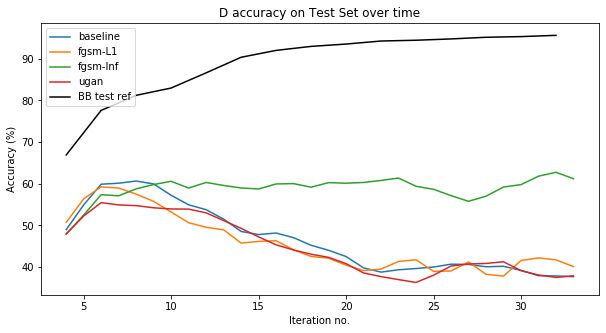 D accuracy on Test Set over time
baseline
fgsm-L1
fgsm-Inf
ugan
BB test ref
Accuracy (%)
90
80
70
60
50
40
5
10
15
20
25
30
Iteration no.